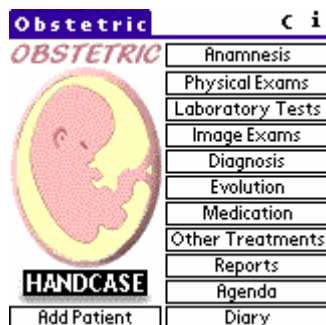 Obstetric
C i
OBSTETRIC
HANDCASE
Add Patient
Anamnesis
Physical Exams
Laboratory Tests
Image Exams
Diagnosis
Evolution
Medication
Other Treatments
Reports
Agenda
Diary